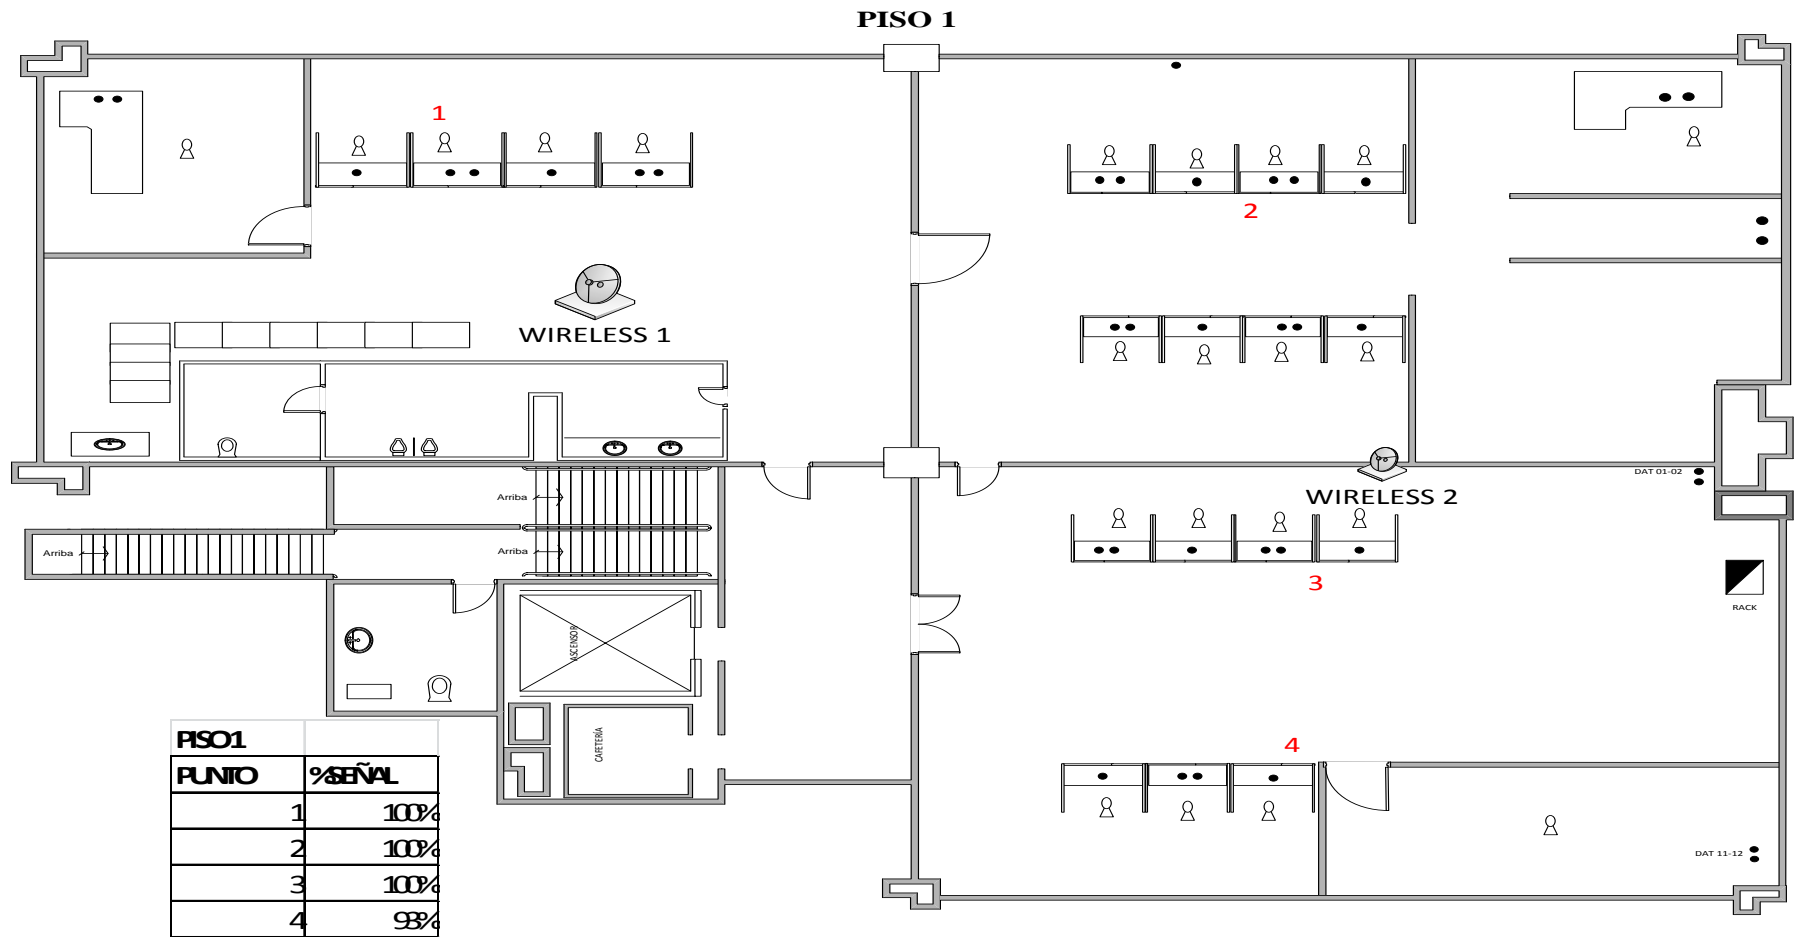 PISO 1
1
2
WIRELESS 1
WIRELESS 2
DAT 01-02
Arriba
Arriba
Arriba
3
RACK
ASCENSOR
CAFETERÍA
4
DAT 11-12
PISO1
PUNTO %SEÑAL
1 100%
2 100%
3 100%
4 93%